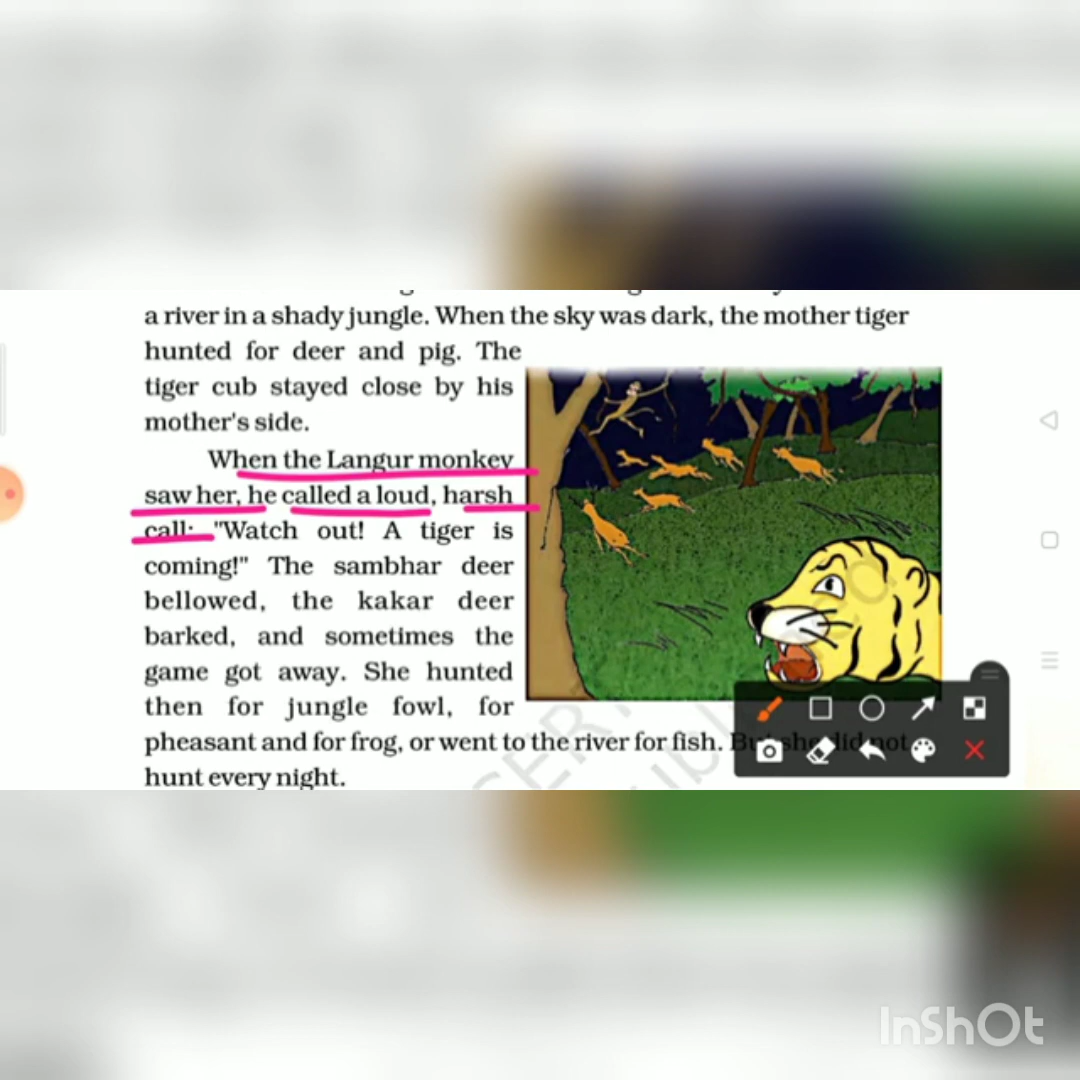 a river in a shady jungle. When the sky was dark, the mother tiger
hunted for deer and pig. The
tiger cub stayed close by his
mother's side.
When the Langur monkey
saw her, he called a loud, harsh
call: "Watch out! A tiger is
coming!" The sambhar deer
bellowed, the kakar deer
barked, and sometimes the
game got away. She hunted
then for jungle fowl, for
pheasant and for frog, or went to the river for fish. But she did not
hunt every night.
InShOt